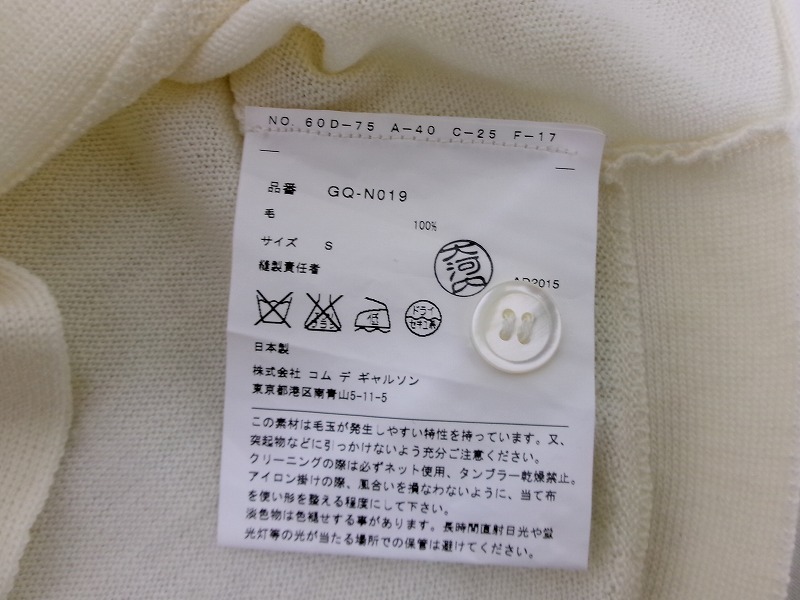 NO. 60D-75 A-40 C-25 F-17
品番 GQ-N019
毛 100%
サイズ S
縫製責任者
AD2015
低
ドライ
セキユ系
日本製
株式会社 コム デ ギャルソン
東京都港区南青山5-11-5
この素材は毛玉が発生しやすい特性を持っています。又、
突起物などに引っかけないよう充分ご注意ください。
クリーニングの際は必ずネット使用、タンブラー乾燥禁止。
アイロン掛けの際、風合いを損なわないように、当て布
を使い形を整える程度にして下さい。
淡色物は色褪せする事があります。長時間直射日光や蛍
光灯等の光が当たる場所での保管は避けてください。